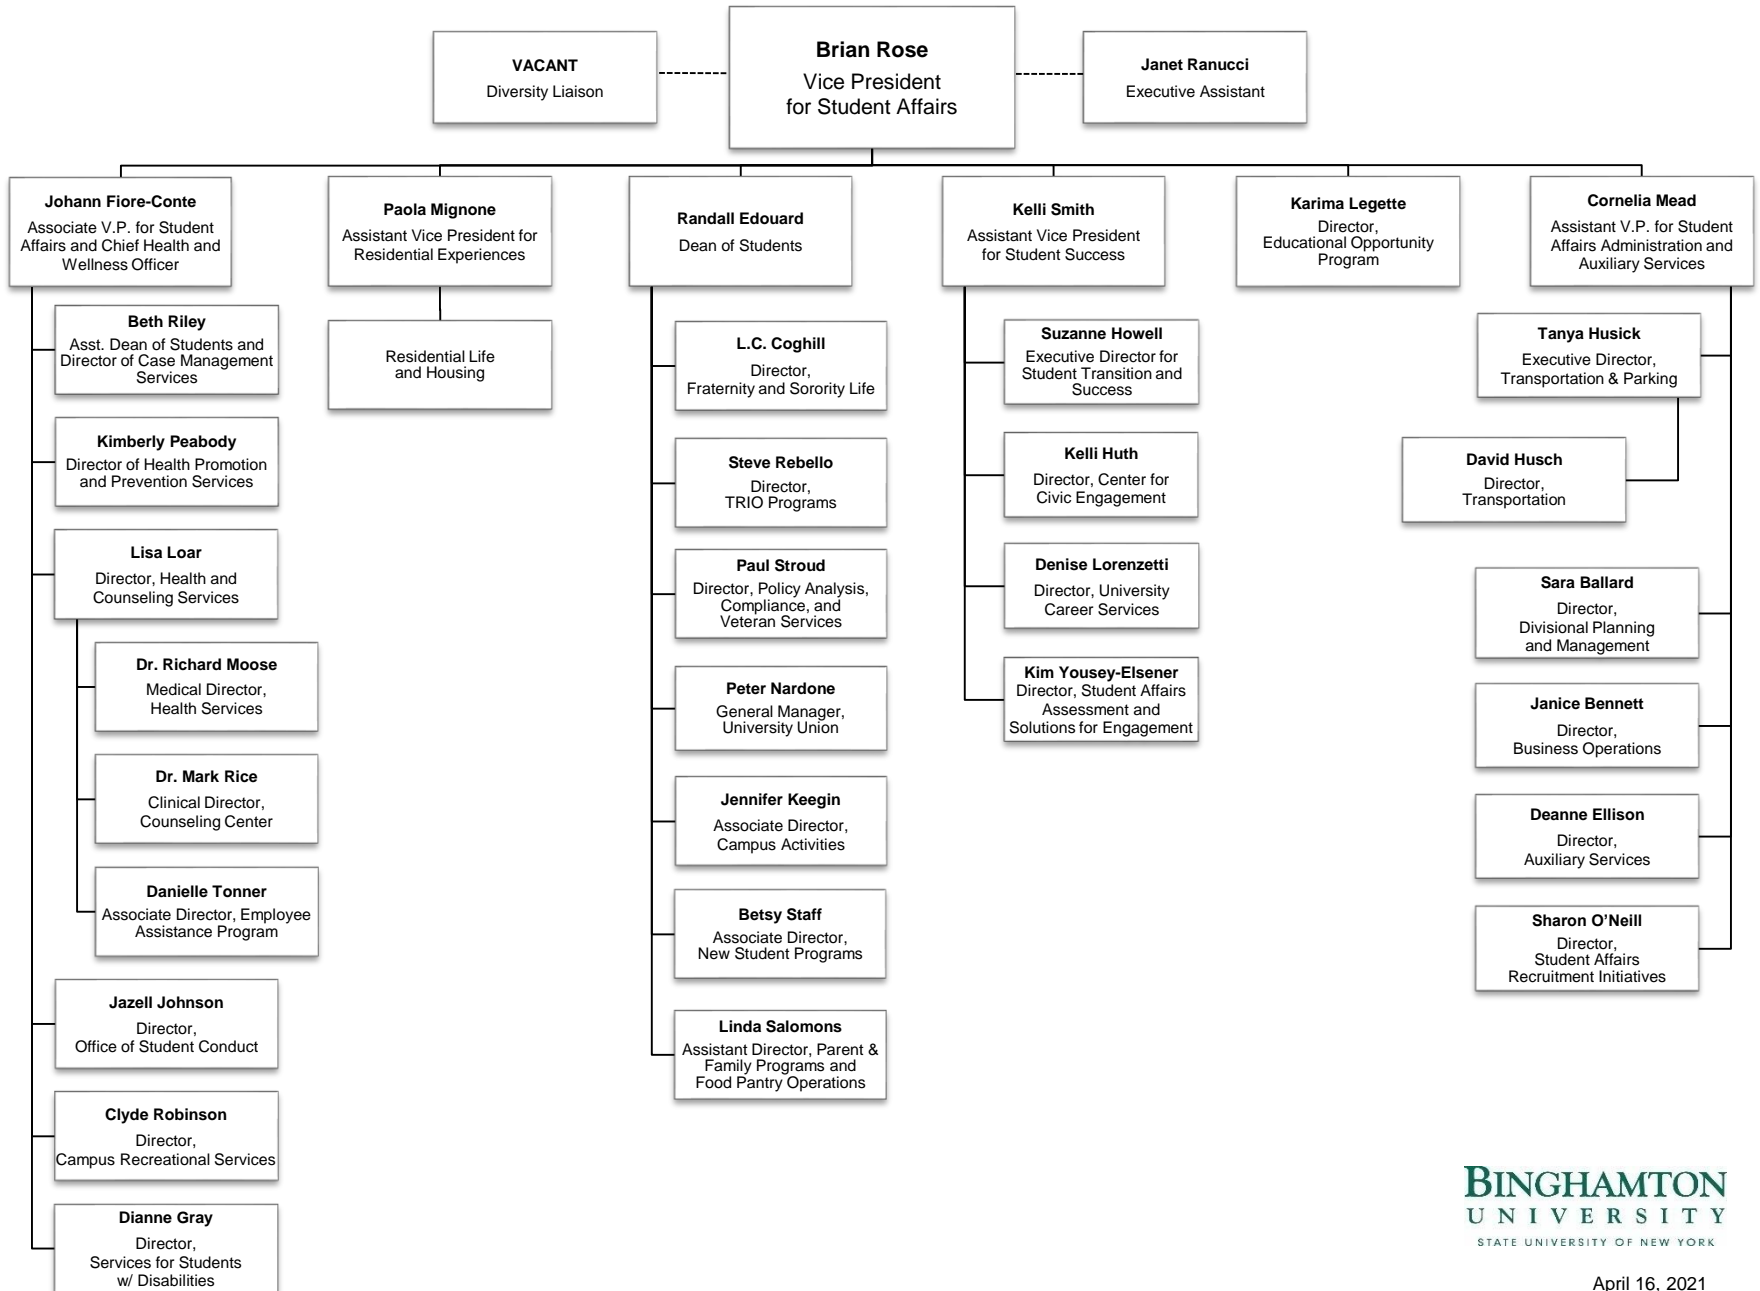 VACANT
Diversity Liaison
Brian Rose
Vice President
for Student Affairs
Janet Ranucci
Executive Assistant
Johann Fiore-Conte
Associate V.P. for Student
Affairs and Chief Health and
Wellness Officer
Paola Mignone
Assistant Vice President for
Residential Experiences
Randall Edouard
Dean of Students
Kelli Smith
Assistant Vice President
for Student Success
Karima Legette
Director,
Educational Opportunity
Program
Cornelia Mead
Assistant V.P. for Student
Affairs Administration and
Auxiliary Services
Beth Riley
Asst. Dean of Students and
Director of Case Management
Services
Kimberly Peabody
Director of Health Promotion
and Prevention Services
Lisa Loar
Director, Health and
Counseling Services
Dr. Richard Moose
Medical Director,
Health Services
Dr. Mark Rice
Clinical Director,
Counseling Center
Danielle Tonner
Associate Director, Employee
Assistance Program
Jazell Johnson
Director,
Office of Student Conduct
Clyde Robinson
Director,
Campus Recreational Services
Dianne Gray
Director,
Services for Students
w/ Disabilities
Residential Life
and Housing
L.C. Coghill
Director,
Fraternity and Sorority Life
Steve Rebello
Director,
TRIO Programs
Paul Stroud
Director, Policy Analysis,
Compliance, and
Veteran Services
Peter Nardone
General Manager,
University Union
Jennifer Keegin
Associate Director,
Campus Activities
Betsy Staff
Associate Director,
New Student Programs
Linda Salomons
Assistant Director, Parent &
Family Programs and
Food Pantry Operations
Suzanne Howell
Executive Director for
Student Transition and
Success
Kelli Huth
Director, Center for
Civic Engagement
Denise Lorenzetti
Director, University
Career Services
Kim Yousey-Elsener
Director, Student Affairs
Assessment and
Solutions for Engagement
Tanya Husick
Executive Director,
Transportation & Parking
David Husch
Director,
Transportation
Sara Ballard
Director,
Divisional Planning
and Management
Janice Bennett
Director,
Business Operations
Deanne Ellison
Director,
Auxiliary Services
Sharon O’Neill
Director,
Student Affairs
Recruitment Initiatives
BINGHAMTON
UNIVERSITY
STATE UNIVERSITY OF NEW YORK
April 16, 2021